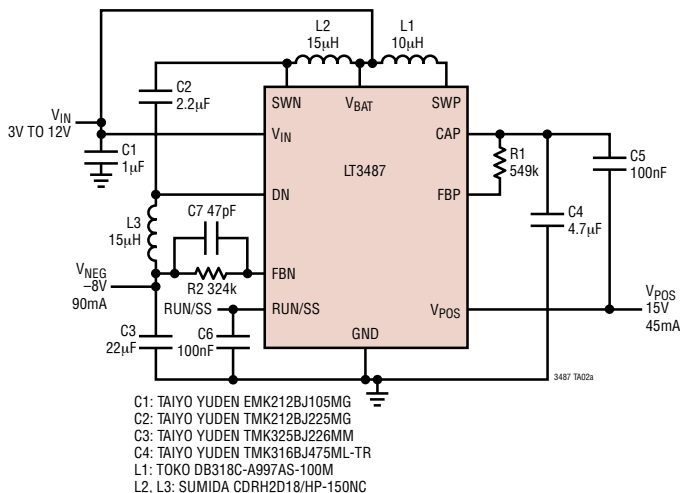 L2
15µH
L1
10µH
C2
2.2µF
SWN
VBAT
SWP
VIN
3V TO 12V
VIN
CAP
C1
1µF
R1
549k
C5
100nF
LT3487
DN
FBP
C4
4.7µF
L3
15µH
C7 47pF
VNEG
–8V
90mA
FBN
R2 324k
RUN/SS
RUN/SS
VPOS
VPOS
15V
45mA
C3
22µF
C6
100nF
GND
3487 TA02a
C1: TAIYO YUDEN EMK212BJ105MG
C2: TAIYO YUDEN TMK212BJ225MG
C3: TAIYO YUDEN TMK325BJ226MM
C4: TAIYO YUDEN TMK316BJ475ML-TR
L1: TOKO DB318C-A997AS-100M
L2, L3: SUMIDA CDRH2D18/HP-150NC